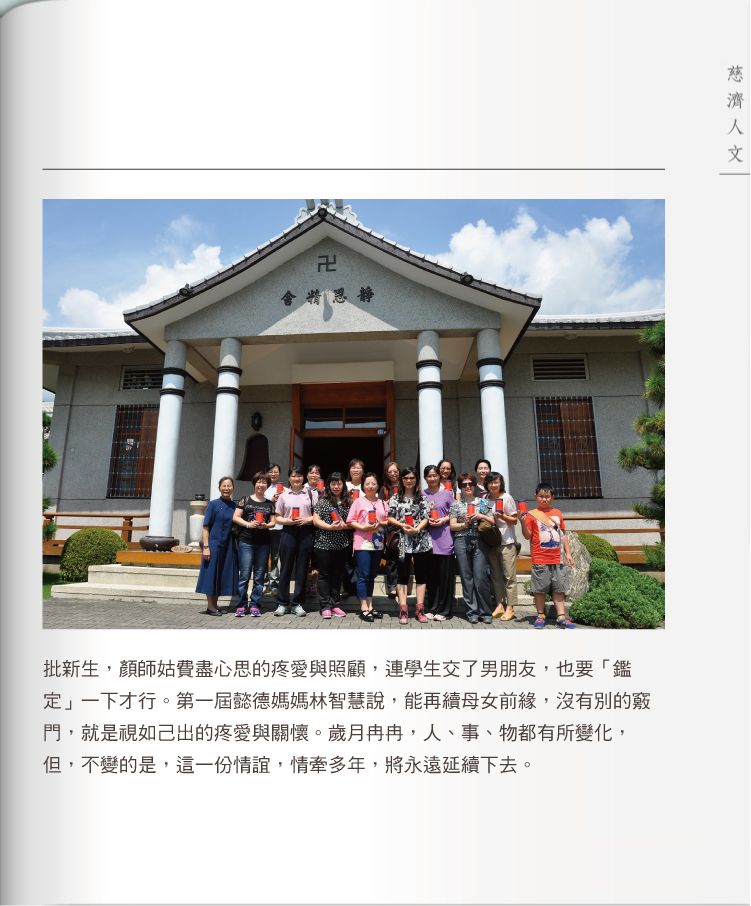 慈濟人文
卍
舍精思靜
批新生，顏師姑費盡心思的疼愛與照顧，連學生交了男朋友，也要「鑑
定」一下才行。第一屆懿德媽媽林智慧說，能再續母女前緣，沒有別的竅
門，就是視如己出的疼愛與關懷。歲月冉冉，人、事、物都有所變化，
但，不變的是，這一份情誼，情牽多年，將永遠延續下去。